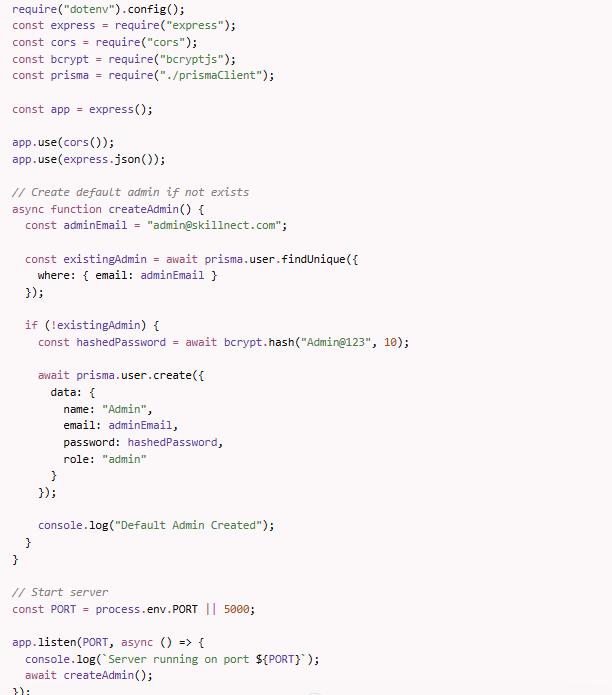 require("dotenv").config();
const express = require("express");
const cors = require("cors");
const bcrypt = require("bcryptjs");
const prisma = require("./prismaClient");

const app = express();

app.use(cors());
app.use(express.json());

// Create default admin if not exists
async function createAdmin() {
  const adminEmail = "admin@skillnect.com";

  const existingAdmin = await prisma.user.findUnique({
    where: { email: adminEmail }
  });

  if (!existingAdmin) {
    const hashedPassword = await bcrypt.hash("Admin@123", 10);

    await prisma.user.create({
      data: {
        name: "Admin",
        email: adminEmail,
        password: hashedPassword,
        role: "admin"
      }
    });

    console.log("Default Admin Created");
  }
}

// Start server
const PORT = process.env.PORT || 5000;

app.listen(PORT, async () => {
  console.log(`Server running on port ${PORT}`);
  await createAdmin();
});